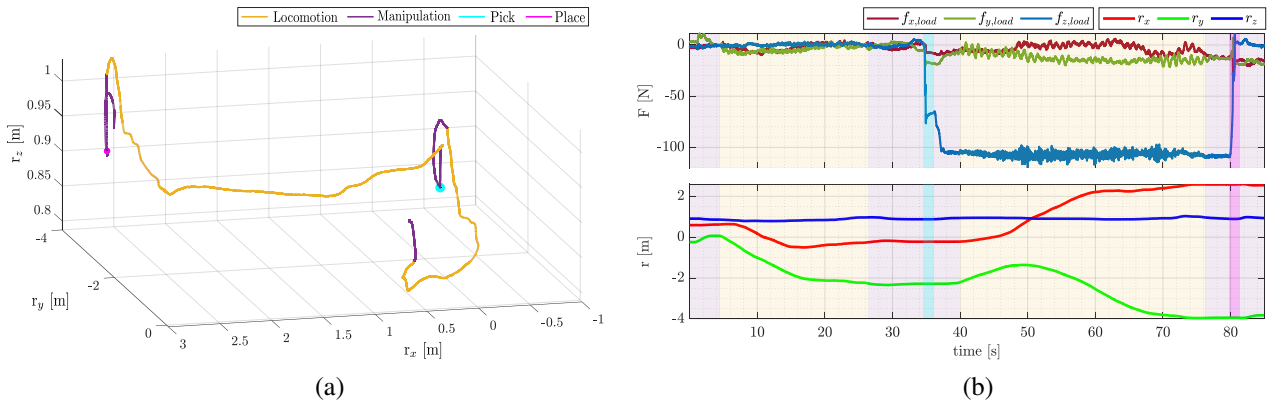 Locomotion Manipulation Pick Place
1
0.95
0.9
0.85
0.8
r_z [m]
-4
-2
0
r_y [m]
3 2.5 2 1.5 1 0.5 0 -0.5 -1
r_x [m]
(a)
f_x,load f_y,load f_z,load r_x r_y r_z
0
-50
-100
F [N]
2
0
-2
-4
r [m]
10 20 30 40 50 60 70 80
time [s]
(b)